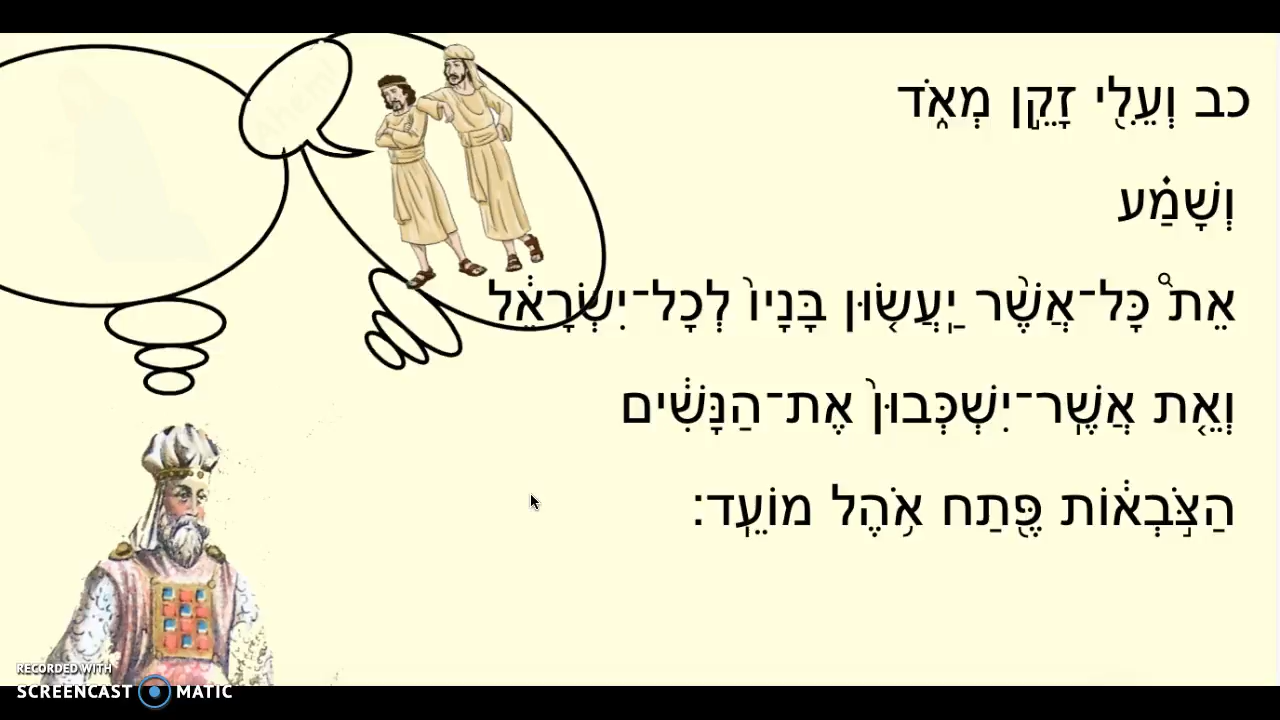 כב וְעֵלִ֖י זָקֵ֣ן מְאֹ֑ד
וְשָׁמַ֗ע
אֵת֩ כָּל־אֲשֶׁ֨ר יַֽעֲשׂ֤וּן בָּנָיו֙ לְכָל־יִשְׂרָאֵ֔ל
וְאֵ֤ת אֲשֶֽׁר־יִשְׁכְּבוּן֙ אֶת־הַנָּשִׁ֔ים
הַצֹּ֣בְא֔וֹת פֶּ֖תַח אֹ֥הֶל מוֹעֵֽד׃
RECORDED WITH
SCREENCAST MATIC